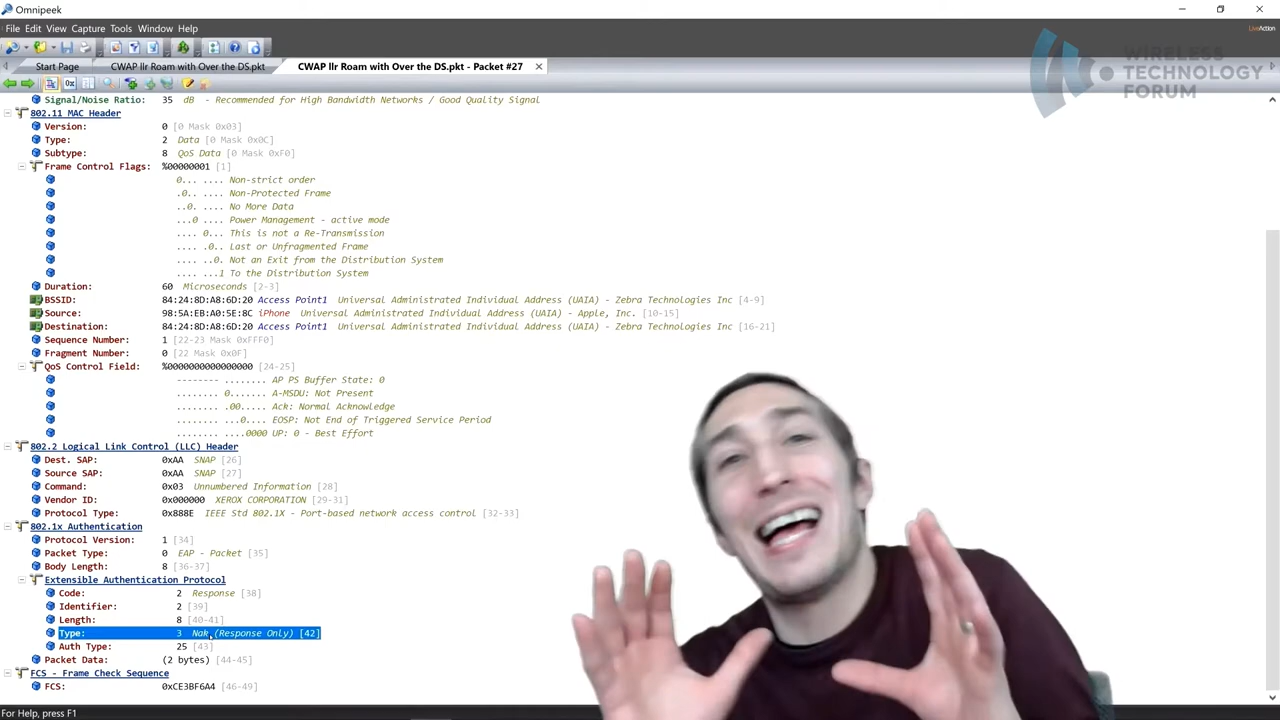 Omnipeek
File Edit View Capture Tools Window Help
LiveAction
Start Page CWAP llr Roam with Over the DS.pkt CWAP llr Roam with Over the DS.pkt - Packet #27
WIRELESS
TECHNOLOGY
FORUM
Signal/Noise Ratio: 35 dB - Recommended for High Bandwidth Networks / Good Quality Signal
802.11 MAC Header
Version: 0 [0 Mask 0x03]
Type: 2 Data [0 Mask 0x0C]
Subtype: 8 QoS Data [0 Mask 0xF0]
Frame Control Flags: %00000001 [1]
0... .... Non-strict order
.0.. .... Non-Protected Frame
..0. .... No More Data
...0 .... Power Management - active mode
.... 0... This is not a Re-Transmission
.... .0.. Last or Unfragmented Frame
.... ..0. Not an Exit from the Distribution System
.... ...1 To the Distribution System
Duration: 60 Microseconds [2-3]
BSSID: 84:24:8D:A8:6D:20 Access Point1 Universal Administrated Individual Address (UAIA) - Zebra Technologies Inc [4-9]
Source: 98:5A:EB:A0:5E:8C iPhone Universal Administrated Individual Address (UAIA) - Apple, Inc. [10-15]
Destination: 84:24:8D:A8:6D:20 Access Point1 Universal Administrated Individual Address (UAIA) - Zebra Technologies Inc [16-21]
Sequence Number: 1 [22-23 Mask 0xFFF0]
Fragment Number: 0 [22 Mask 0x0F]
QoS Control Field: %0000000000000000 [24-25]
-------- ........ AP PS Buffer State: 0
........ 0....... A-MSDU: Not Present
........ .00..... Ack: Normal Acknowledge
........ ...0.... EOSP: Not End of Triggered Service Period
........ ....0000 UP: 0 - Best Effort
802.2 Logical Link Control (LLC) Header
Dest. SAP: 0xAA SNAP [26]
Source SAP: 0xAA SNAP [27]
Command: 0x03 Unnumbered Information [28]
Vendor ID: 0x000000 XEROX CORPORATION [29-31]
Protocol Type: 0x888E IEEE Std 802.1X - Port-based network access control [32-33]
802.1x Authentication
Protocol Version: 1 [34]
Packet Type: 0 EAP - Packet [35]
Body Length: 8 [36-37]
Extensible Authentication Protocol
Code: 2 Response [38]
Identifier: 2 [39]
Length: 8 [40-41]
Type: 3 Nak (Response Only) [42]
Auth Type: 25 [43]
Packet Data: (2 bytes) [44-45]
FCS - Frame Check Sequence
FCS: 0xCE3BF6A4 [46-49]
For Help, press F1